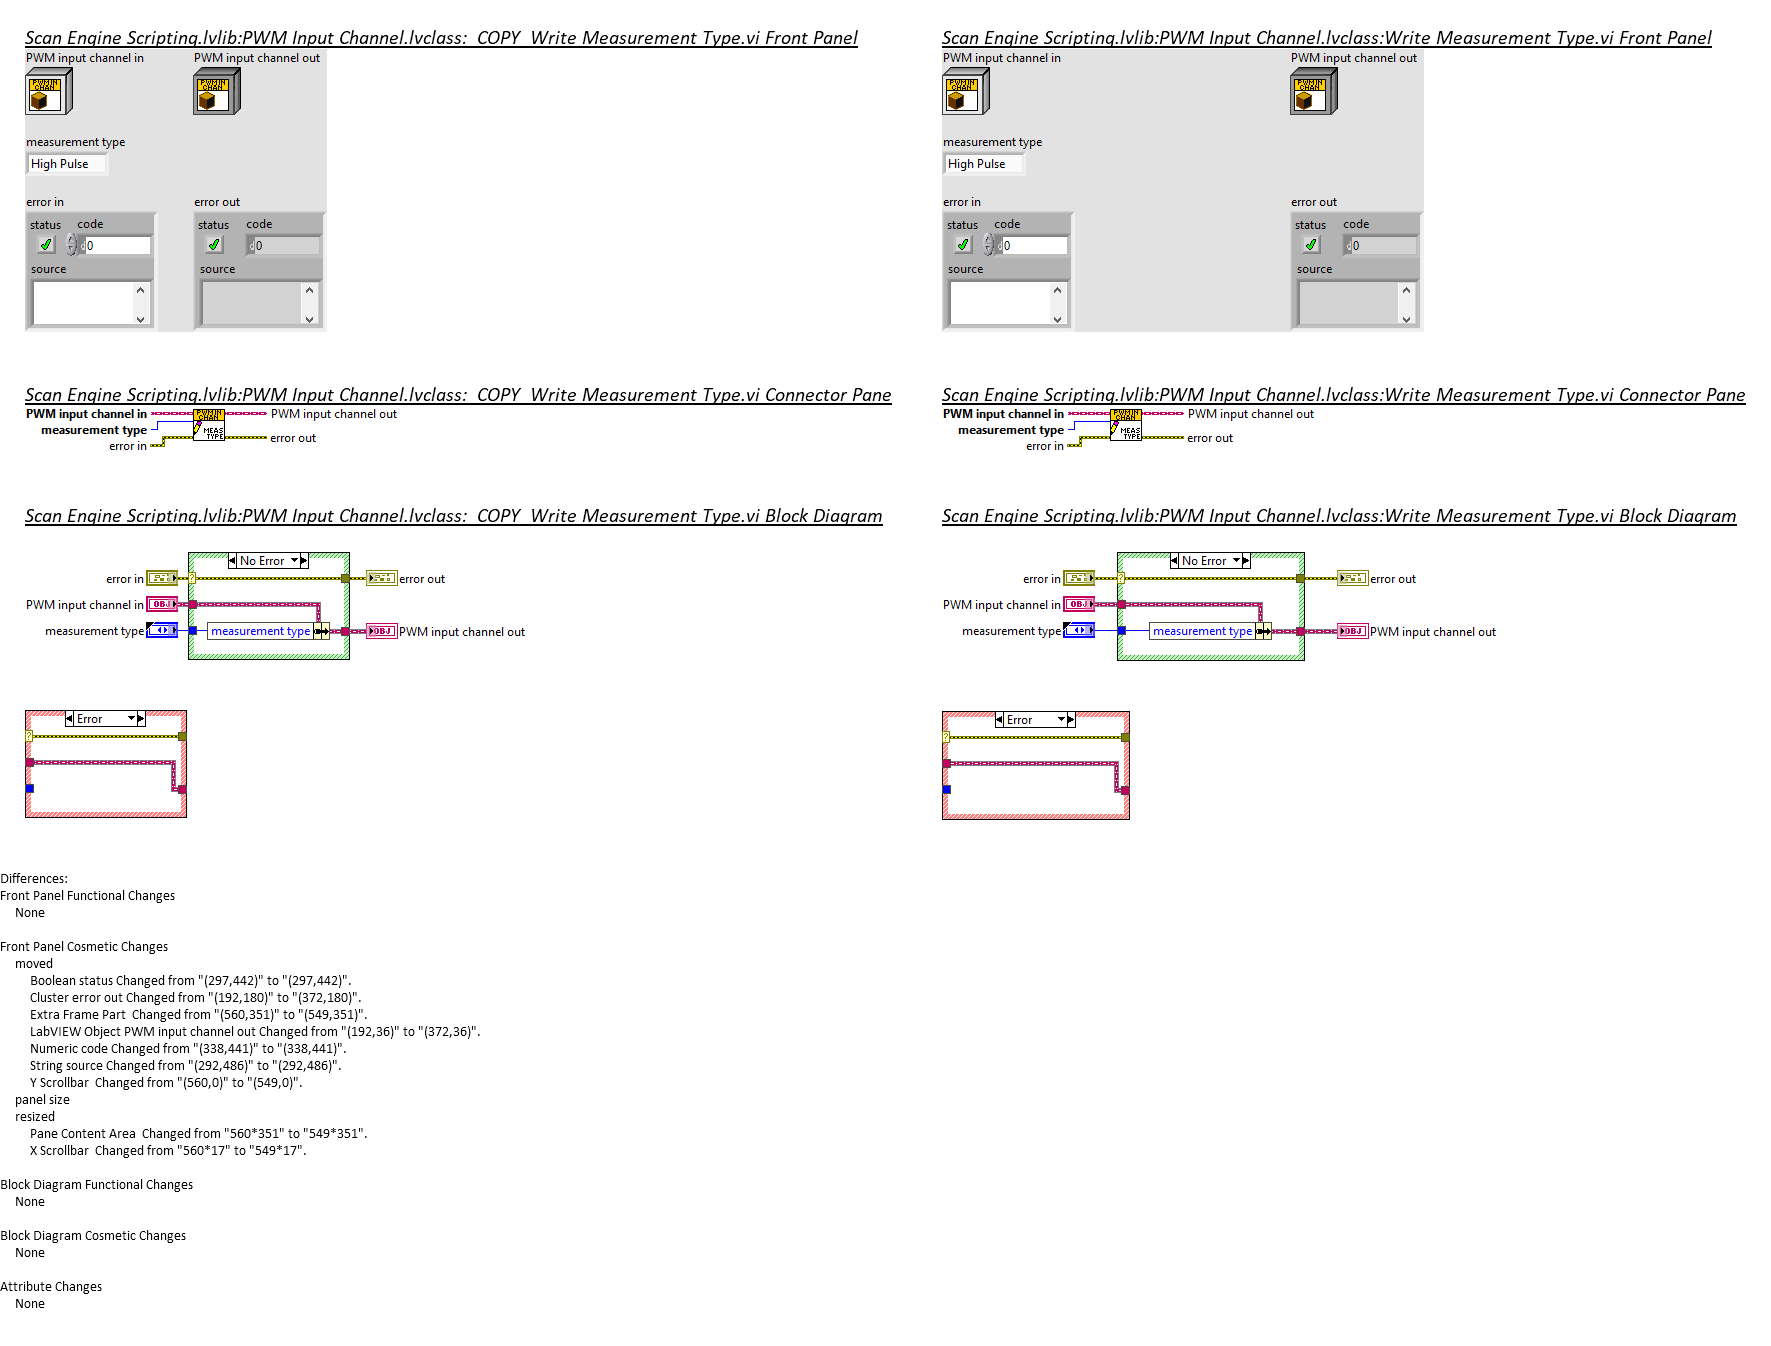 Scan Engine Scripting.lvlib:PWM Input Channel.lvclass:_COPY_Write Measurement Type.vi Front Panel
PWM input channel in
PWM input channel out
PWM IN
CHAN
PWM IN
CHAN
measurement type
High Pulse
error in
error out
status
code
status
code
d
0
d
0
source
source
Scan Engine Scripting.lvlib:PWM Input Channel.lvclass:Write Measurement Type.vi Front Panel
PWM input channel in
PWM input channel out
PWM IN
CHAN
PWM IN
CHAN
measurement type
High Pulse
error in
error out
status
code
status
code
d
0
d
0
source
source
Scan Engine Scripting.lvlib:PWM Input Channel.lvclass:_COPY_Write Measurement Type.vi Connector Pane
PWM input channel in
measurement type
error in
PWM IN
CHAN
MEAS
TYPE
PWM input channel out
error out
Scan Engine Scripting.lvlib:PWM Input Channel.lvclass:Write Measurement Type.vi Connector Pane
PWM input channel in
measurement type
error in
PWM IN
CHAN
MEAS
TYPE
PWM input channel out
error out
Scan Engine Scripting.lvlib:PWM Input Channel.lvclass:_COPY_Write Measurement Type.vi Block Diagram
No Error
error in
?
error out
PWM input channel in
OBJ
measurement type
measurement type
OBJ
PWM input channel out
Error
?
Scan Engine Scripting.lvlib:PWM Input Channel.lvclass:Write Measurement Type.vi Block Diagram
No Error
error in
?
error out
PWM input channel in
OBJ
measurement type
measurement type
OBJ
PWM input channel out
Error
?
Differences:
Front Panel Functional Changes
None
Front Panel Cosmetic Changes
moved
Boolean status Changed from "(297,442)" to "(297,442)".
Cluster error out Changed from "(192,180)" to "(372,180)".
Extra Frame Part  Changed from "(560,351)" to "(549,351)".
LabVIEW Object PWM input channel out Changed from "(192,36)" to "(372,36)".
Numeric code Changed from "(338,441)" to "(338,441)".
String source Changed from "(292,486)" to "(292,486)".
Y Scrollbar  Changed from "(560,0)" to "(549,0)".
panel size
resized
Pane Content Area  Changed from "560*351" to "549*351".
X Scrollbar  Changed from "560*17" to "549*17".
Block Diagram Functional Changes
None
Block Diagram Cosmetic Changes
None
Attribute Changes
None